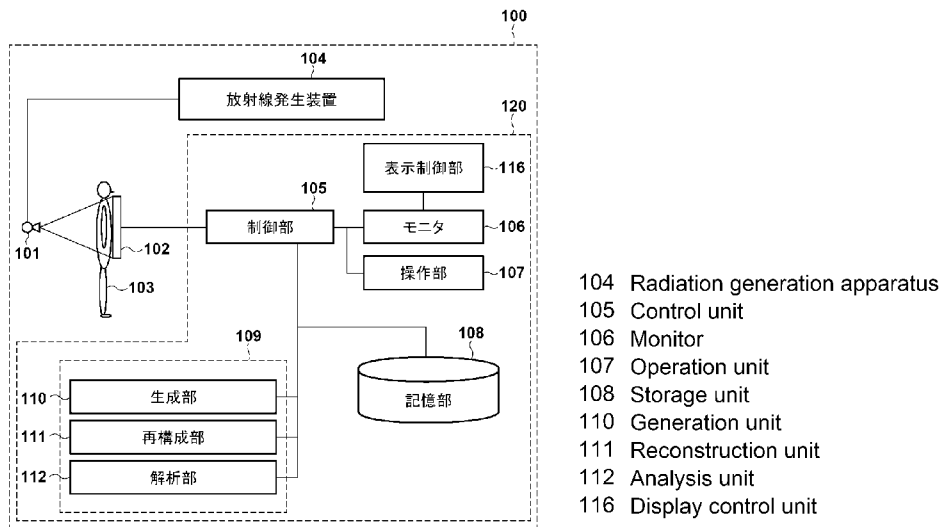 100
104
放射線発生装置
120
表示制御部
116
105
制御部
モニタ
106
101
102
操作部
107
103
108
記憶部
109
110
生成部
111
再構成部
112
解析部
104 Radiation generation apparatus
105 Control unit
106 Monitor
107 Operation unit
108 Storage unit
110 Generation unit
111 Reconstruction unit
112 Analysis unit
116 Display control unit